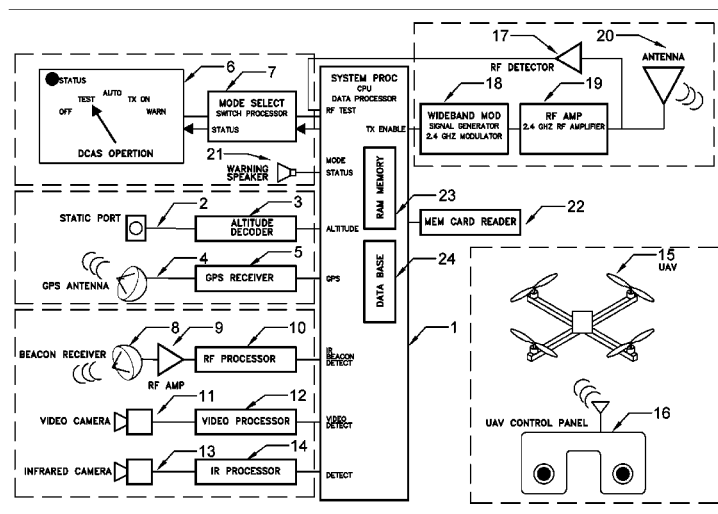 17
20
6
7
ANTENNA
STATUS
SYSTEM PROC
CPU
DATA PROCESSOR
RF DETECTOR
18
19
AUTO
TEST
TX ON
OFF
WARN
MODE SELECT
SWITCH PROCESSOR
STATUS
RF TEST
TX ENABLE
WIDEBAND MOD
SIGNAL GENERATOR
2.4 GHZ MODULATOR
RF AMP
2.4 GHZ RF AMPLIFIER
DCAS OPERTION
21
WARNING
SPEAKER
MODE
STATUS
RAM MEMORY
23
STATIC PORT
2
3
ALTITUDE
DECODER
ALTITUDE
MEM CARD READER
22
4
5
GPS ANTENNA
GPS RECEIVER
GPS
DATA BASE
24
15
UAV
1
8
9
10
BEACON RECEIVER
RF PROCESSOR
IR
BEACON
DETECT
RF AMP
11
12
VIDEO CAMERA
VIDEO PROCESSOR
VIDEO
DETECT
UAV CONTROL PANEL
16
13
14
INFRARED CAMERA
IR PROCESSOR
DETECT